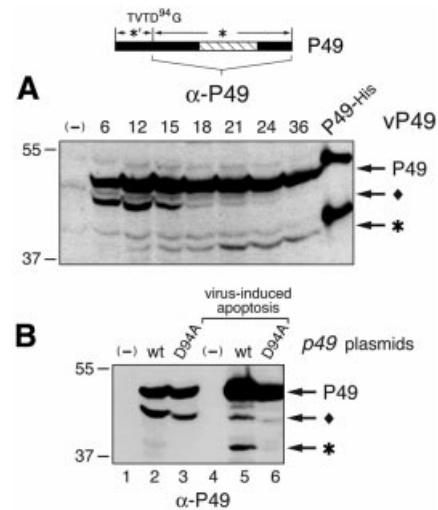 TVTD94G
*' * P49
α-P49
A
(-) 6 12 15 18 21 24 36 P49-His vP49
55
P49
♦
*
37
virus-induced apoptosis
B
(-) wt D94A (-) wt D94A p49 plasmids
55
P49
♦
*
37
1 2 3 4 5 6
α-P49